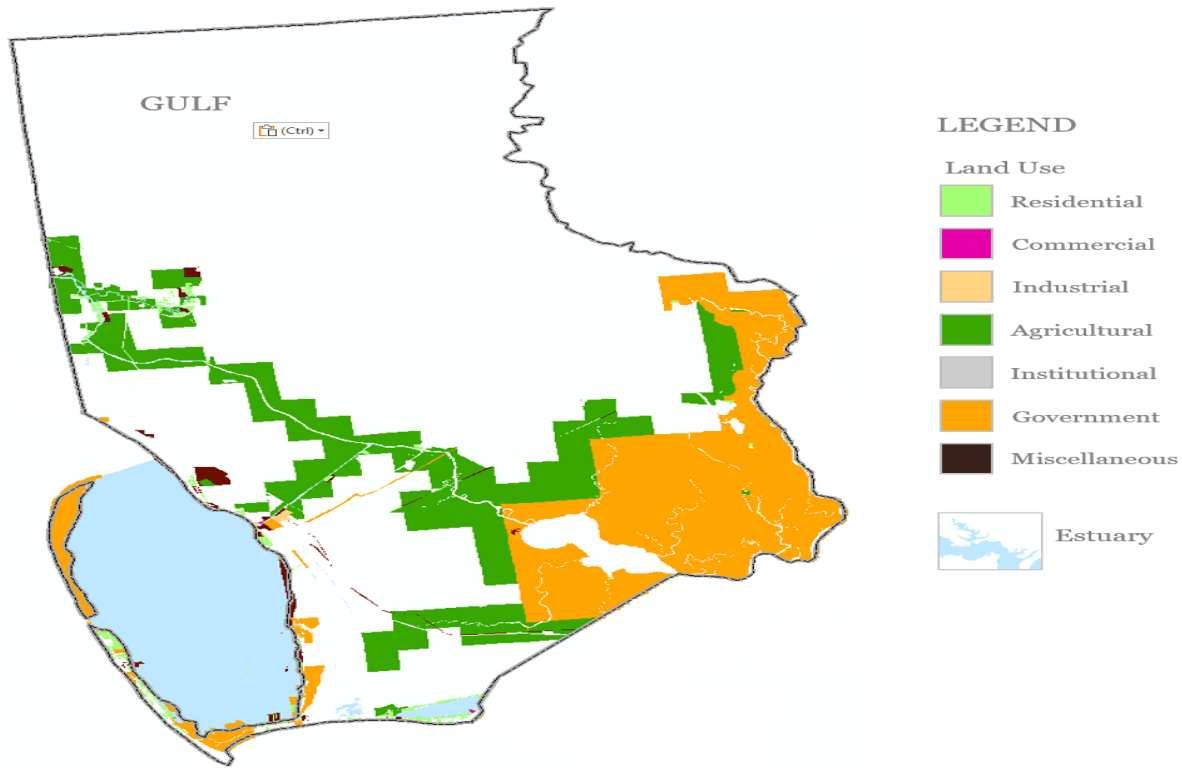 GULF
(Ctrl)
LEGEND
Land Use
Residential
Commercial
Industrial
Agricultural
Institutional
Government
Miscellaneous
Estuary